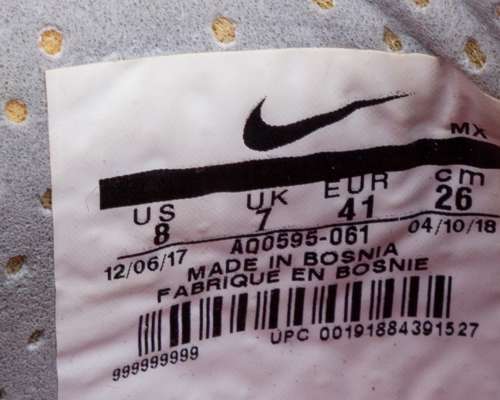 MX
US UK EUR cm
8 7 41 26
12/06/17 AQ0595-061 04/10/18
MADE IN BOSNIA
FABRIQUE EN BOSNIE
UPC 00191884391527
999999999